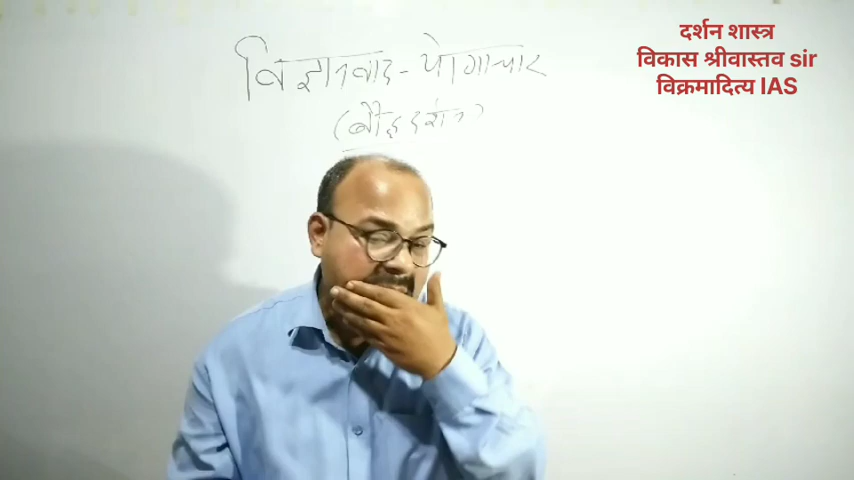 विज्ञानवाद - योगाचार
(बौद्ध दर्शन)
दर्शन शास्त्र
विकास श्रीवास्तव sir
विक्रमादित्य IAS